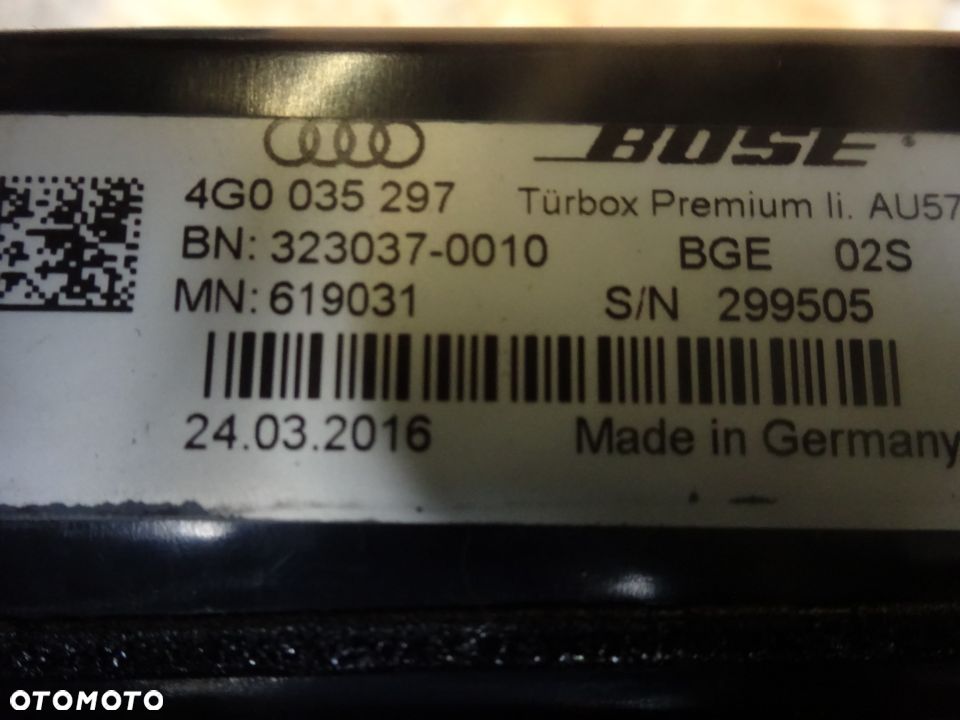 BOSE
4G0 035 297 Türbox Premium li. AU57
BN: 323037-0010 BGE 02S
MN: 619031 S/N 299505
24.03.2016 Made in Germany
OTOMOTO